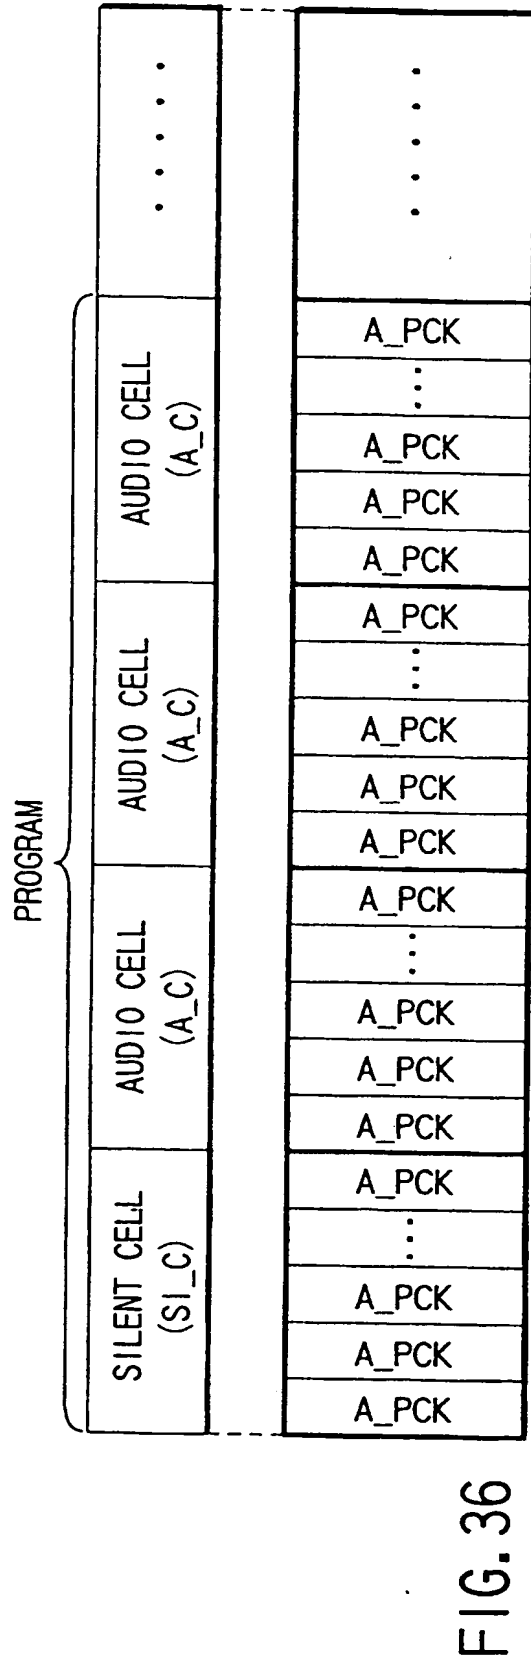 PROGRAM
SILENT CELL
(SI_C)
AUDIO CELL
(A_C)
AUDIO CELL
(A_C)
AUDIO CELL
(A_C)
.....
A_PCK
A_PCK
A_PCK
...
A_PCK
A_PCK
A_PCK
A_PCK
...
A_PCK
A_PCK
A_PCK
A_PCK
...
A_PCK
A_PCK
A_PCK
A_PCK
...
A_PCK
.....
FIG. 36